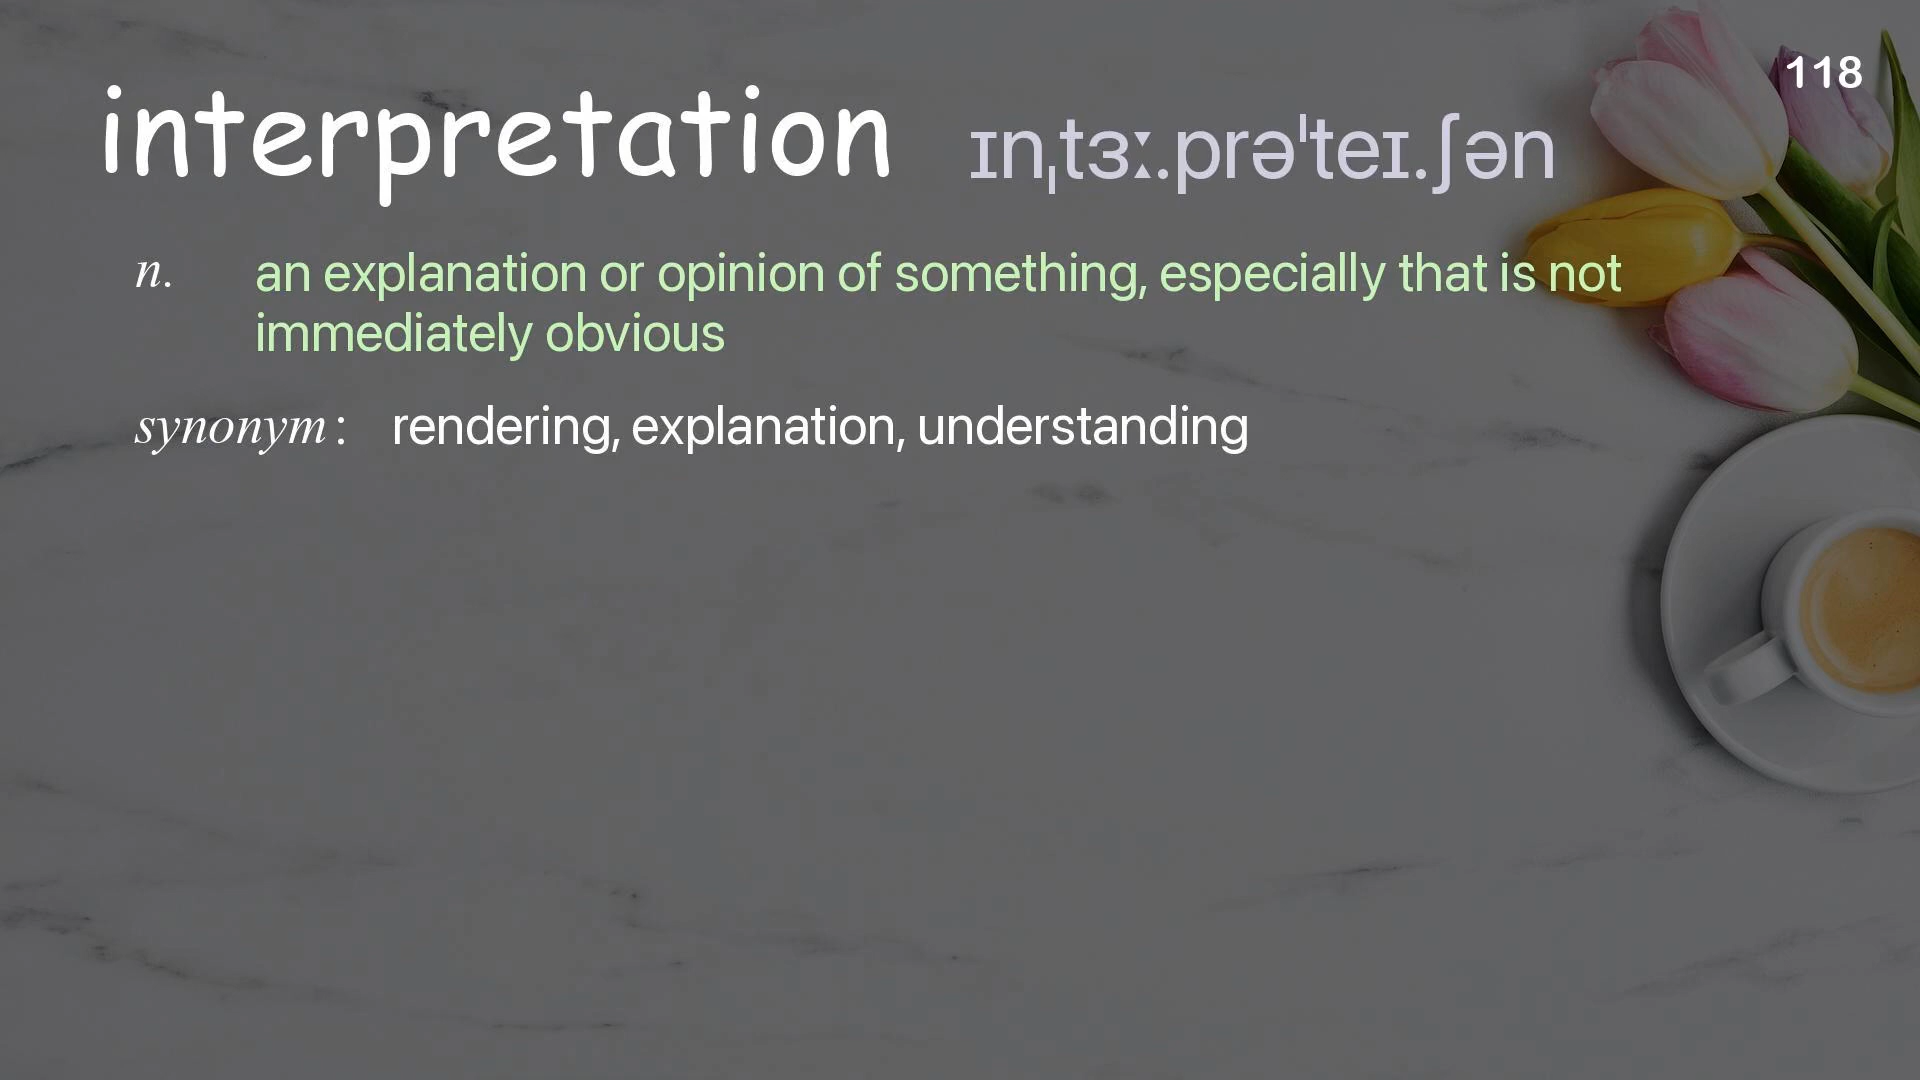 118
interpretation ɪnˌtɜː.prəˈteɪ.ʃən
n. an explanation or opinion of something, especially that is not
immediately obvious
synonym: rendering, explanation, understanding